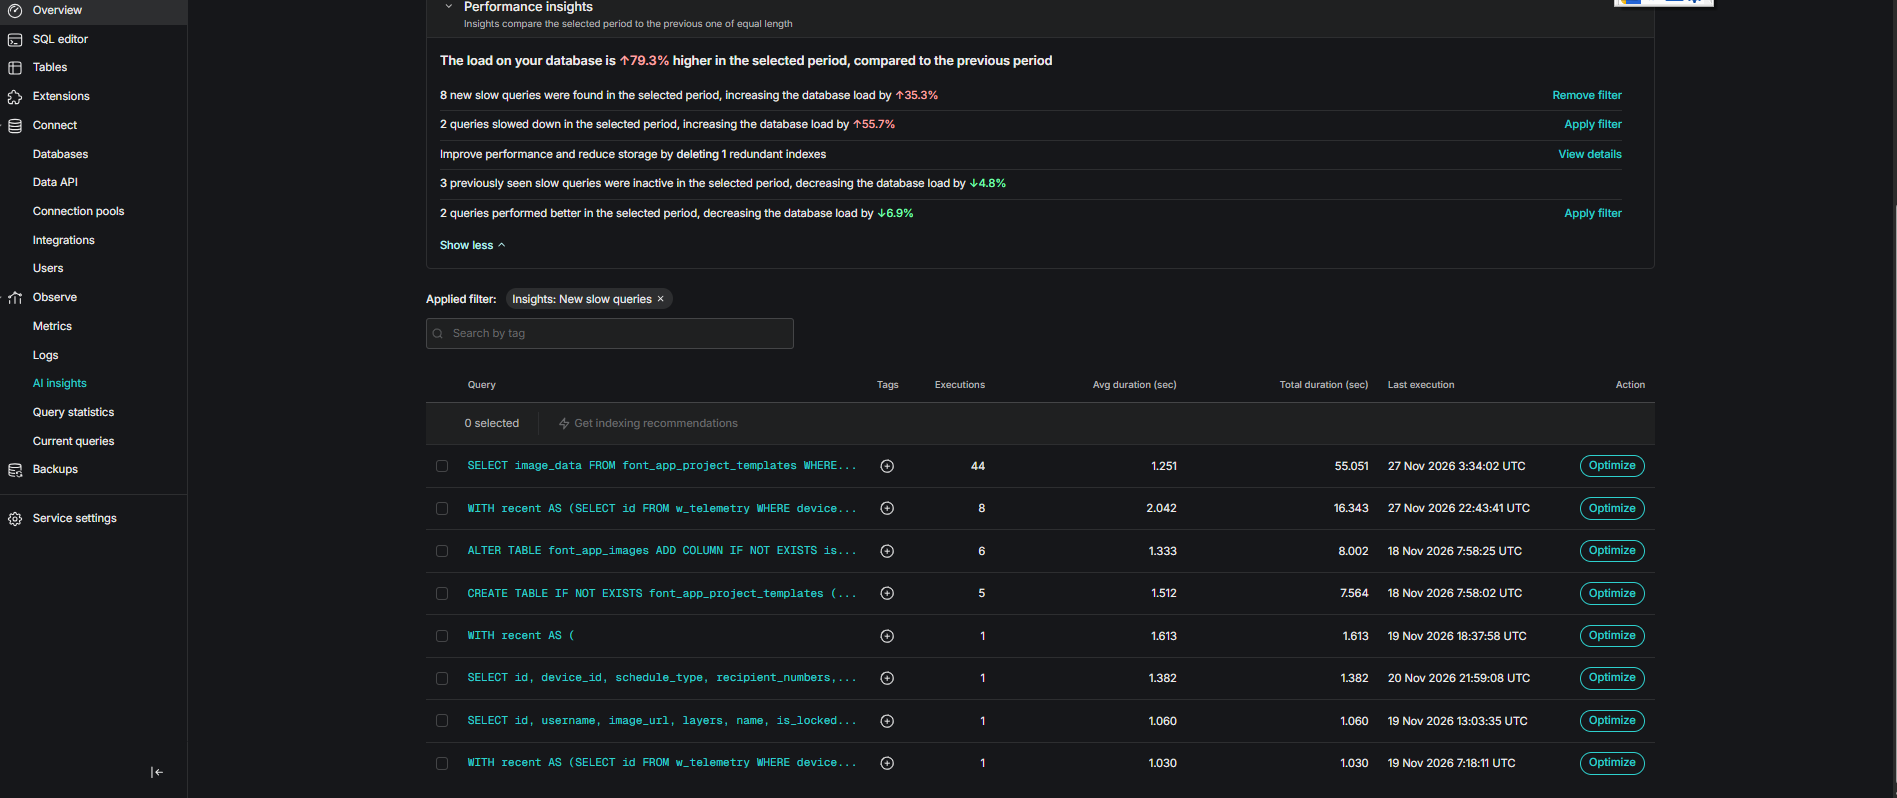 Overview
SQL editor
Tables
Extensions
Connect
Databases
Data API
Connection pools
Integrations
Users
Observe
Metrics
Logs
AI insights
Query statistics
Current queries
Backups
Service settings
Performance insights
Insights compare the selected period to the previous one of equal length
The load on your database is ↑79.3% higher in the selected period, compared to the previous period
8 new slow queries were found in the selected period, increasing the database load by ↑35.3% Remove filter
2 queries slowed down in the selected period, increasing the database load by ↑55.7% Apply filter
Improve performance and reduce storage by deleting 1 redundant indexes View details
3 previously seen slow queries were inactive in the selected period, decreasing the database load by ↓4.8%
2 queries performed better in the selected period, decreasing the database load by ↓6.9% Apply filter
Show less
Applied filter: Insights: New slow queries ×
Search by tag
Query Tags Executions Avg duration (sec) Total duration (sec) Last execution Action
0 selected Get indexing recommendations
SELECT image_data FROM font_app_project_templates WHERE... 44 1.251 55.051 27 Nov 2026 3:34:02 UTC Optimize
WITH recent AS (SELECT id FROM w_telemetry WHERE device... 8 2.042 16.343 27 Nov 2026 22:43:41 UTC Optimize
ALTER TABLE font_app_images ADD COLUMN IF NOT EXISTS is... 6 1.333 8.002 18 Nov 2026 7:58:25 UTC Optimize
CREATE TABLE IF NOT EXISTS font_app_project_templates (... 5 1.512 7.564 18 Nov 2026 7:58:02 UTC Optimize
WITH recent AS ( 1 1.613 1.613 19 Nov 2026 18:37:58 UTC Optimize
SELECT id, device_id, schedule_type, recipient_numbers,... 1 1.382 1.382 20 Nov 2026 21:59:08 UTC Optimize
SELECT id, username, image_url, layers, name, is_locked... 1 1.060 1.060 19 Nov 2026 13:03:35 UTC Optimize
WITH recent AS (SELECT id FROM w_telemetry WHERE device... 1 1.030 1.030 19 Nov 2026 7:18:11 UTC Optimize